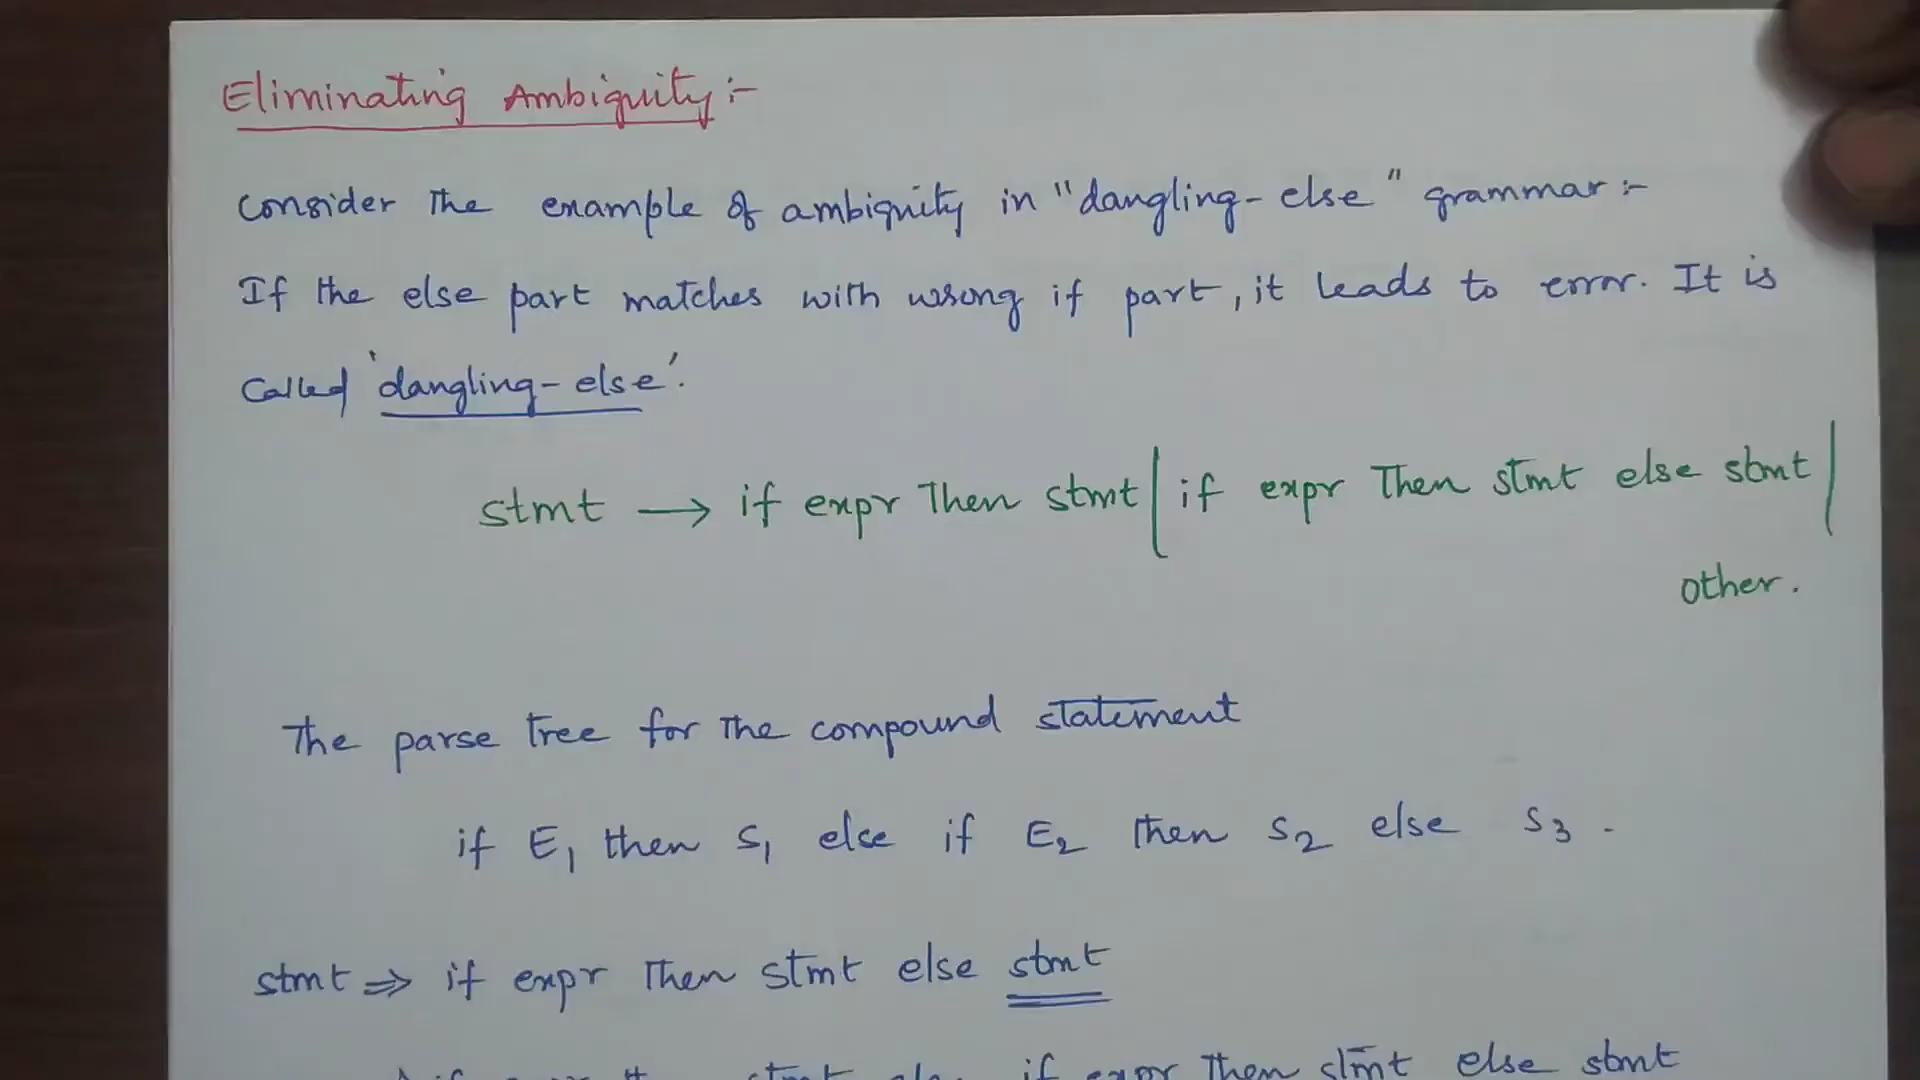 Eliminating Ambiguity :-
Consider the example of ambiguity in "dangling-else" grammar :-
If the else part matches with wrong if part, it leads to error. It is
Called 'dangling-else'.
stmt → if expr Then stmt | if expr Then stmt else stmt |
other.
The parse tree for the compound statement
if E₁ then S₁ else if E₂ then S₂ else S₃ .
stmt ⇒ if expr Then stmt else stmt
if expr Then stmt else stmt